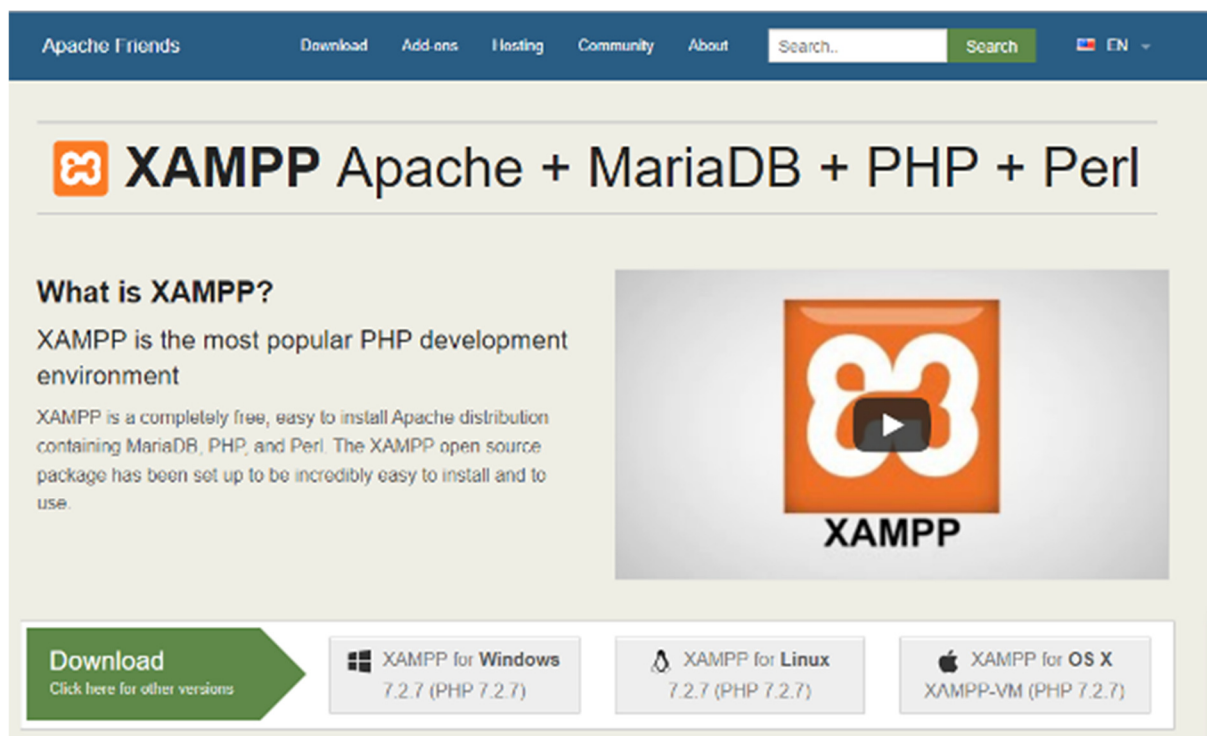 Apache Friends Download Add-ons Hosting Community About Search.. Search EN
XAMPP Apache + MariaDB + PHP + Perl
What is XAMPP?
XAMPP is the most popular PHP development
environment
XAMPP is a completely free, easy to install Apache distribution
containing MariaDB, PHP, and Perl. The XAMPP open source
package has been set up to be incredibly easy to install and to
use.
XAMPP
Download
Click here for other versions
XAMPP for Windows
7.2.7 (PHP 7.2.7)
XAMPP for Linux
7.2.7 (PHP 7.2.7)
XAMPP for OS X
XAMPP-VM (PHP 7.2.7)